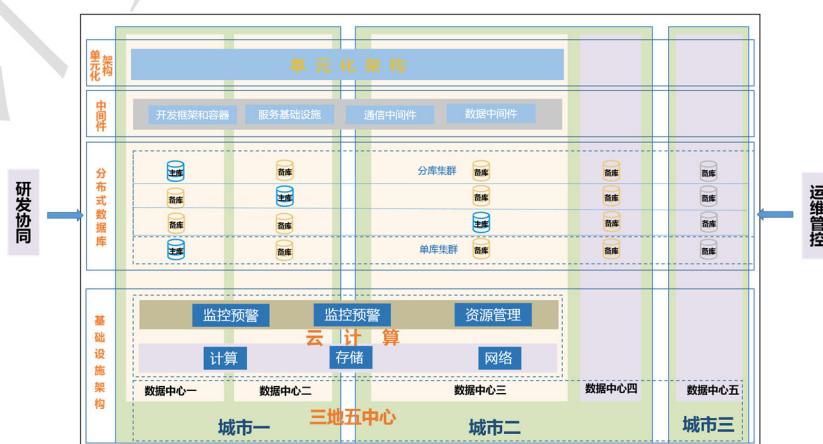 单元化架构
单元化架构
中间件
开发框架和容器 服务基础设施 通信中间件 数据中间件
研发协同
运维管控
分布式数据库
主库 备库 分库集群 备库 备库 备库
备库 主库 备库 备库 备库
备库 备库 主库 备库 备库
主库 备库 单库集群 备库 备库 备库
基础设施架构
监控预警 监控预警 资源管理
云计算
计算 存储 网络
数据中心一 数据中心二 数据中心三 数据中心四 数据中心五
三地五中心
城市一 城市二 城市三